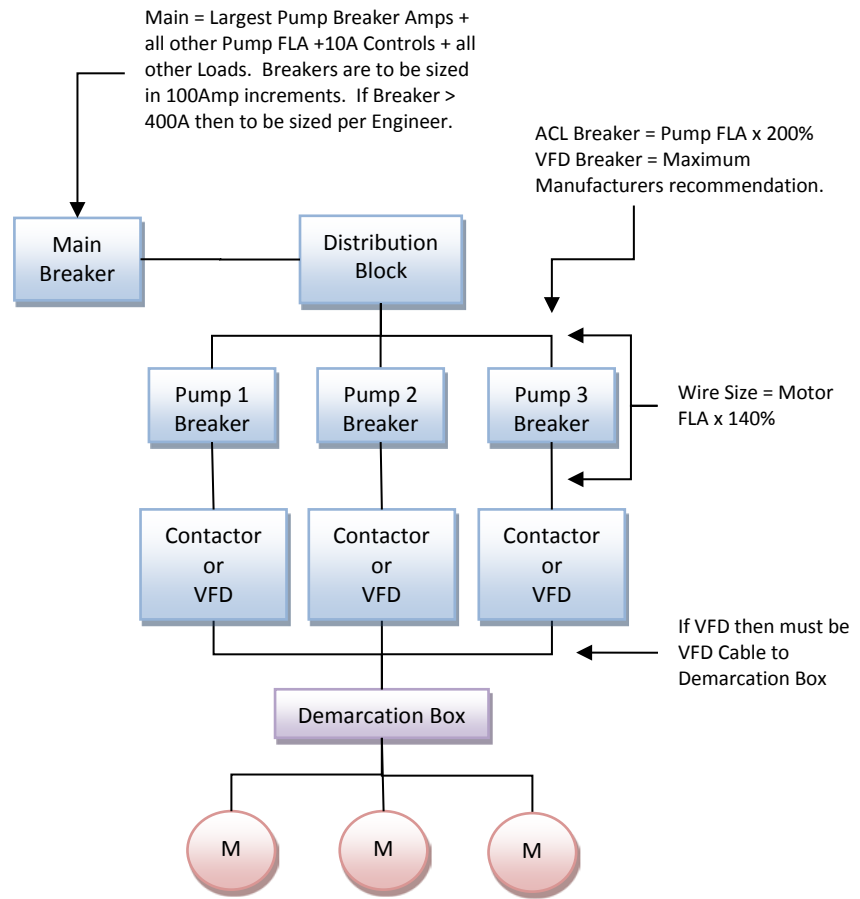 Main = Largest Pump Breaker Amps +
all other Pump FLA +10A Controls + all
other Loads.  Breakers are to be sized
in 100Amp increments.  If Breaker >
400A then to be sized per Engineer.
ACL Breaker = Pump FLA x 200%
VFD Breaker = Maximum
Manufacturers recommendation.
Main
Breaker
Distribution
Block
Pump 1
Breaker
Pump 2
Breaker
Pump 3
Breaker
Wire Size = Motor
FLA x 140%
Contactor
or
VFD
Contactor
or
VFD
Contactor
or
VFD
If VFD then must be
VFD Cable to
Demarcation Box
Demarcation Box
M
M
M